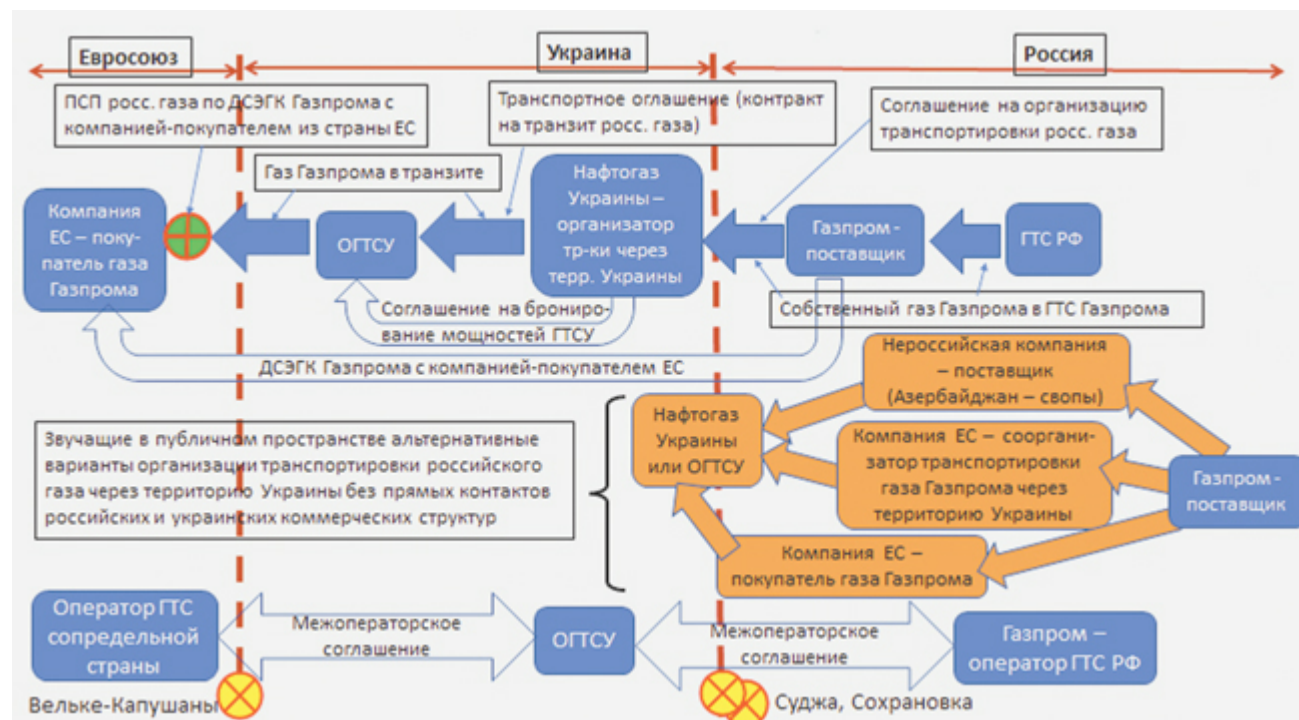 Евросоюз
Украина
Россия
ПСП росс. газа по ДСЭГК Газпрома с
компанией-покупателем из страны ЕС
Транспортное оглашение (контракт
на транзит росс. газа)
Соглашение на организацию
транспортировки росс. газа
Газ Газпрома в транзите
Компания
ЕС – поку-
патель газа
Газпрома
ОГТСУ
Нафтогаз
Украины –
организатор
тр-ки через
терр. Украины
Газпром -
поставщик
ГТС РФ
Соглашение на брониро-
вание мощностей ГТСУ
Собственный газ Газпрома в ГТС Газпрома
ДСЭГК Газпрома с компанией-покупателем ЕС
Звучащие в публичном пространстве альтернативные
варианты организации транспортировки российского
газа через территорию Украины без прямых контактов
российских и украинских коммерческих структур
Нафтогаз
Украины
или ОГТСУ
Нероссийская компания
– поставщик
(Азербайджан – свопы)
Компания ЕС – сооргани-
затор транспортировки
газа Газпрома через
территорию Украины
Компания ЕС –
покупатель газа Газпрома
Газпром -
поставщик
Оператор ГТС
сопредельной
страны
Межоператорское
соглашение
ОГТСУ
Межоператорское
соглашение
Газпром –
оператор ГТС РФ
Вельке-Капушаны
Суджа, Сохрановка